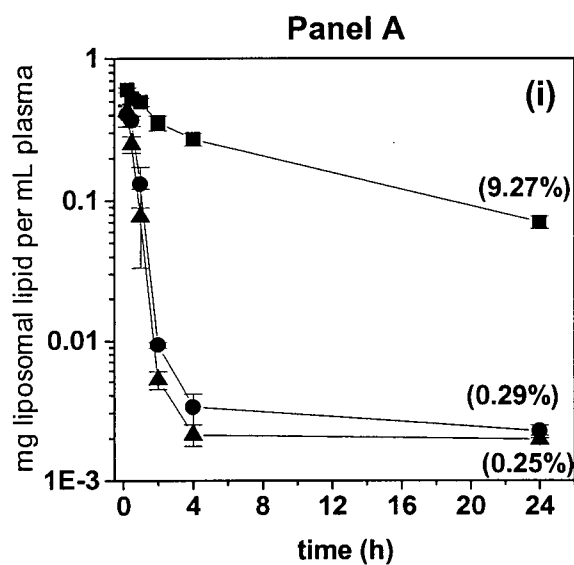 Panel A
(i)
1
0.1
0.01
1E-3
mg liposomal lipid per mL plasma
(9.27%)
(0.29%)
(0.25%)
0 4 8 12 16 20 24
time (h)